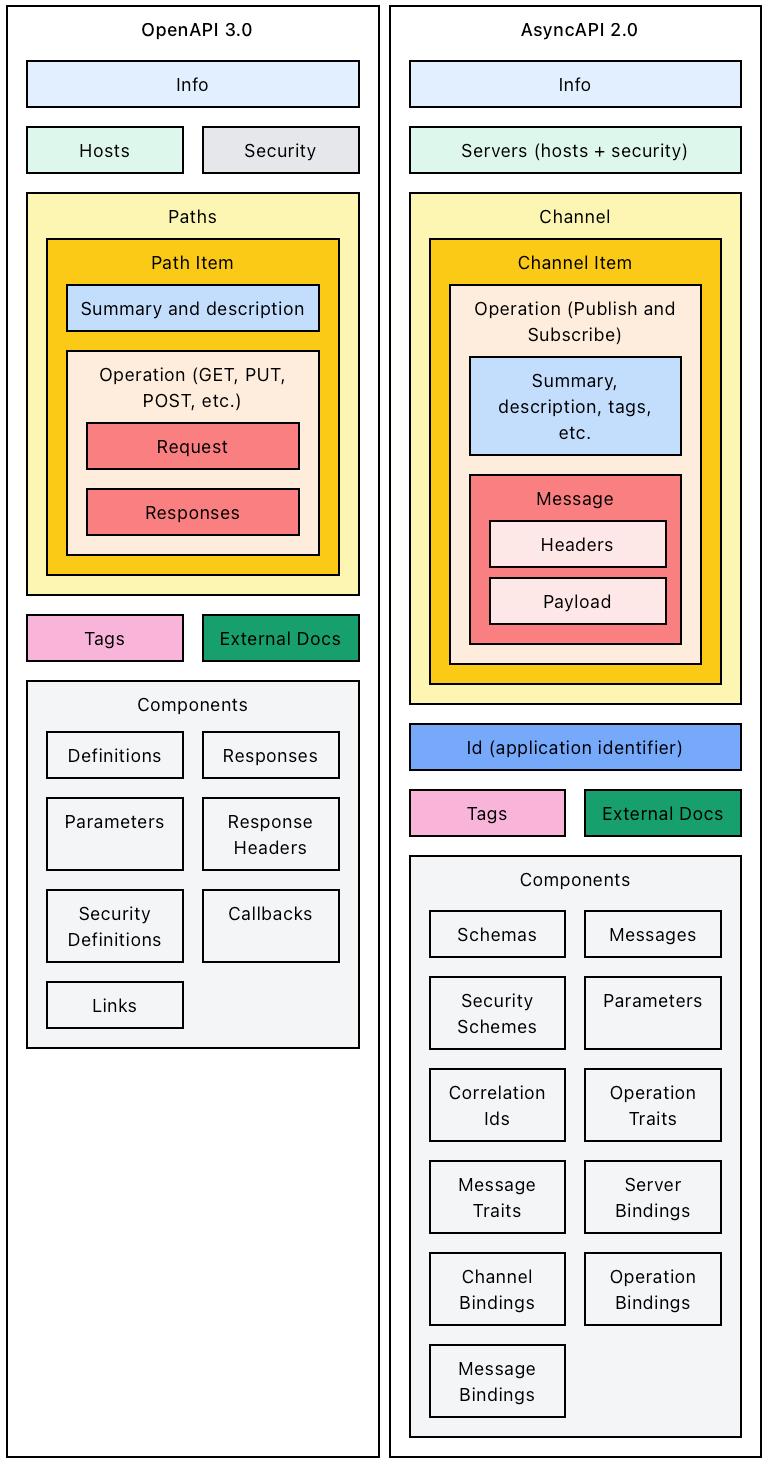 OpenAPI 3.0
Info
Hosts
Security
Paths
Path Item
Summary and description
Operation (GET, PUT,
POST, etc.)
Request
Responses
Tags
External Docs
Components
Definitions
Responses
Parameters
Response
Headers
Security
Definitions
Callbacks
Links
AsyncAPI 2.0
Info
Servers (hosts + security)
Channel
Channel Item
Operation (Publish and
Subscribe)
Summary,
description, tags,
etc.
Message
Headers
Payload
Id (application identifier)
Tags
External Docs
Components
Schemas
Messages
Security
Schemes
Parameters
Correlation
Ids
Operation
Traits
Message
Traits
Server
Bindings
Channel
Bindings
Operation
Bindings
Message
Bindings